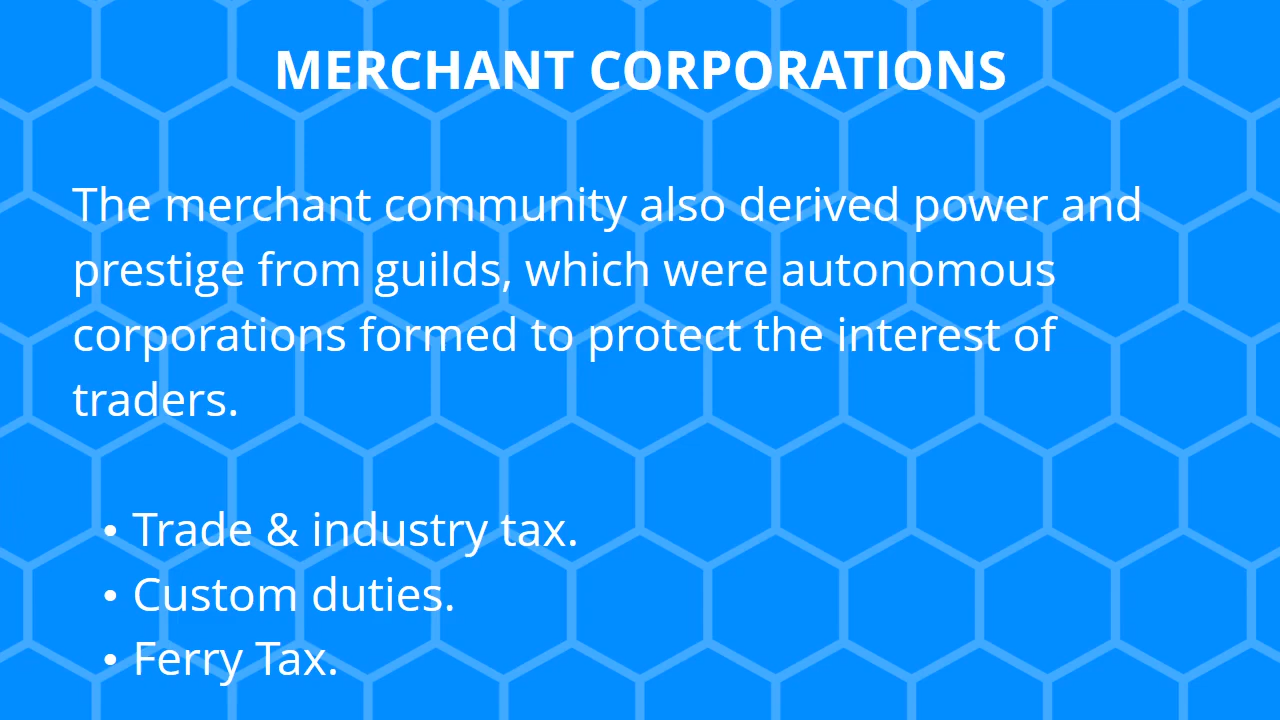 MERCHANT CORPORATIONS
The merchant community also derived power and
prestige from guilds, which were autonomous
corporations formed to protect the interest of
traders.
• Trade & industry tax.
• Custom duties.
• Ferry Tax.